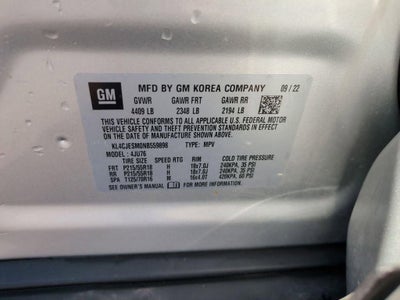 GM
MFD BY GM KOREA COMPANY 09/22
GVWR GAWR FRT GAWR RR
4409 LB 2348 LB 2194 LB
THIS VEHICLE CONFORMS TO ALL APPLICABLE U.S. FEDERAL MOTOR
VEHICLE SAFETY AND THEFT PREVENTION STANDARDS
IN EFFECT ON THE DATE OF
MANUFACTURE SHOWN ABOVE.
TYPE: MPV
MODEL: 4JU76
TIRE SIZE SPEED RTG RIM COLD TIRE PRESSURE
FRT P215/55R18 H 18x7.0J 240KPA, 35 PSI
RR P215/55R18 H 18x7.0J 240KPA, 35 PSI
SPA T125/70R16 M 16x4.0T 420KPA, 60 PSI
SEE OWNER'S MANUAL FOR MORE INFORMATION